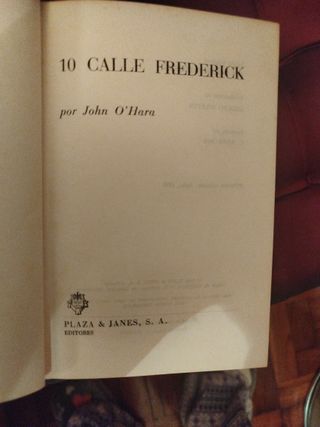 10 CALLE FREDERICK
por John O'Hara
PLAZA & JANES, S. A.
EDITORES